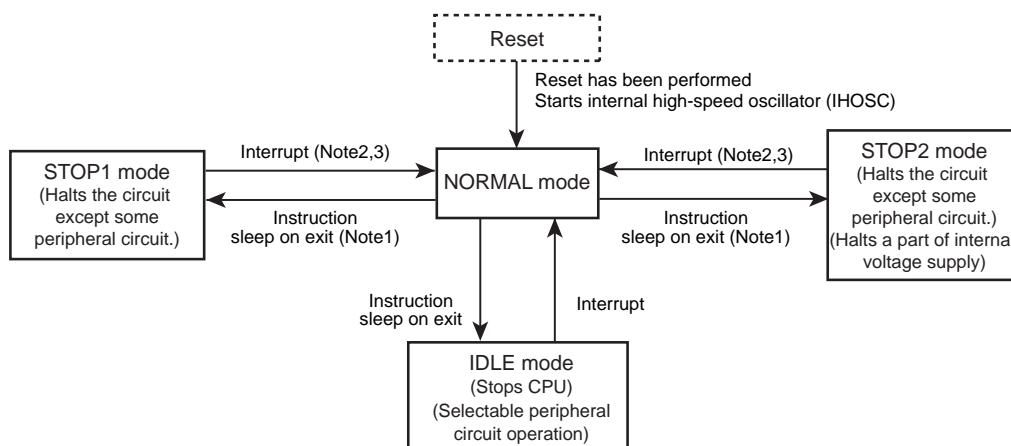 Reset
Reset has been performed
Starts internal high-speed oscillator (IHOSC)
STOP1 mode
(Halts the circuit
except some
peripheral circuit.)
Interrupt (Note2,3)
Instruction
sleep on exit (Note1)
NORMAL mode
Interrupt (Note2,3)
Instruction
sleep on exit (Note1)
STOP2 mode
(Halts the circuit
except some
peripheral circuit.)
(Halts a part of internal
voltage supply)
Instruction
sleep on exit
Interrupt
IDLE mode
(Stops CPU)
(Selectable peripheral
circuit operation)